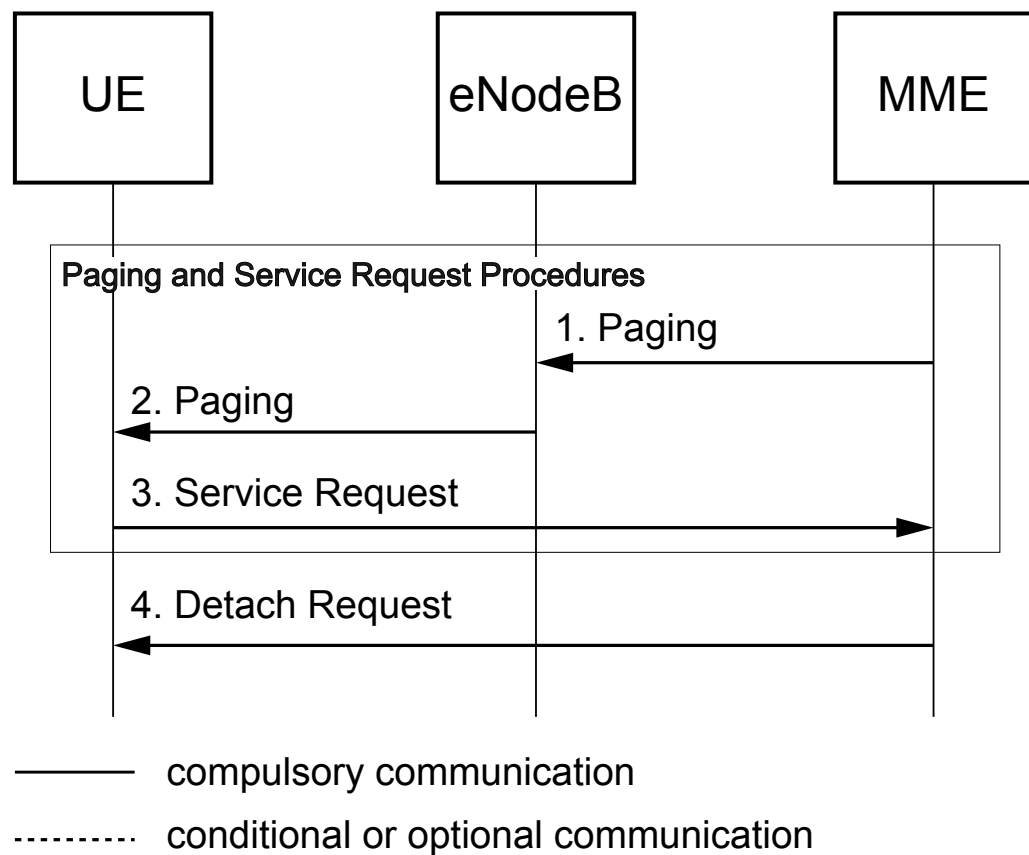 UE
eNodeB
MME
Paging and Service Request Procedures
1. Paging
2. Paging
3. Service Request
4. Detach Request
compulsory communication
conditional or optional communication